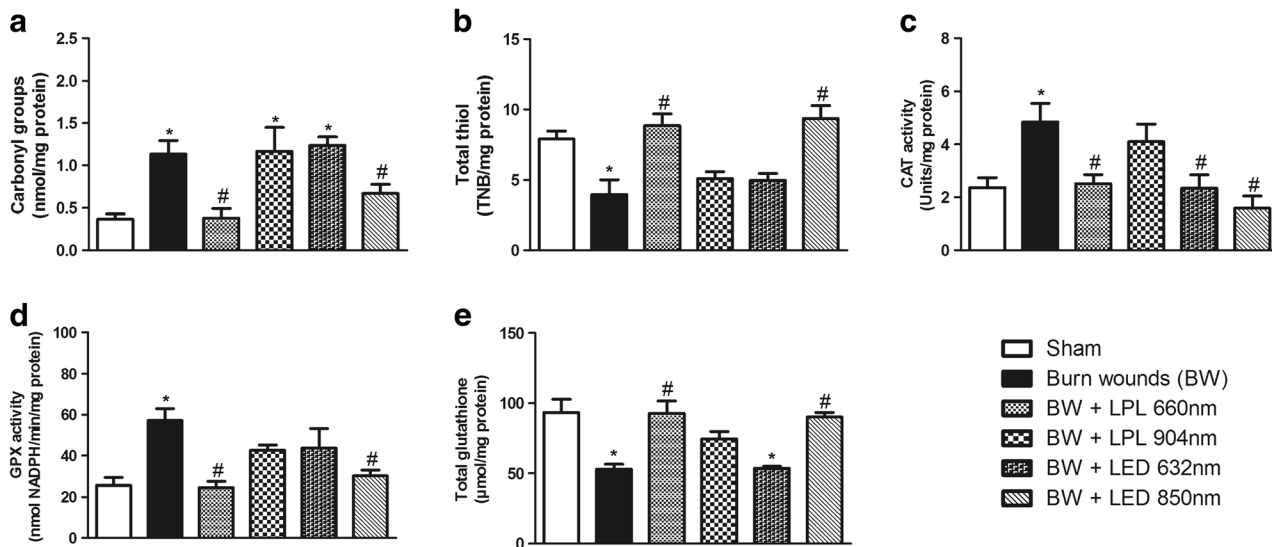 a
Carbonyl groups
(nmol/mg protein)
2.5
2.0
1.5
1.0
0.5
0.0
*
#
*
*
#
b
Total thiol
(TNB/mg protein)
15
10
5
0
*
#
#
c
CAT activity
(Units/mg protein)
8
6
4
2
0
*
#
#
#
d
GPX activity
(nmol NADPH/min/mg protein)
100
80
60
40
20
0
*
#
#
e
Total glutathione
(µmol/mg protein)
150
100
50
0
*
#
*
#
Sham
Burn wounds (BW)
BW + LPL 660nm
BW + LPL 904nm
BW + LED 632nm
BW + LED 850nm